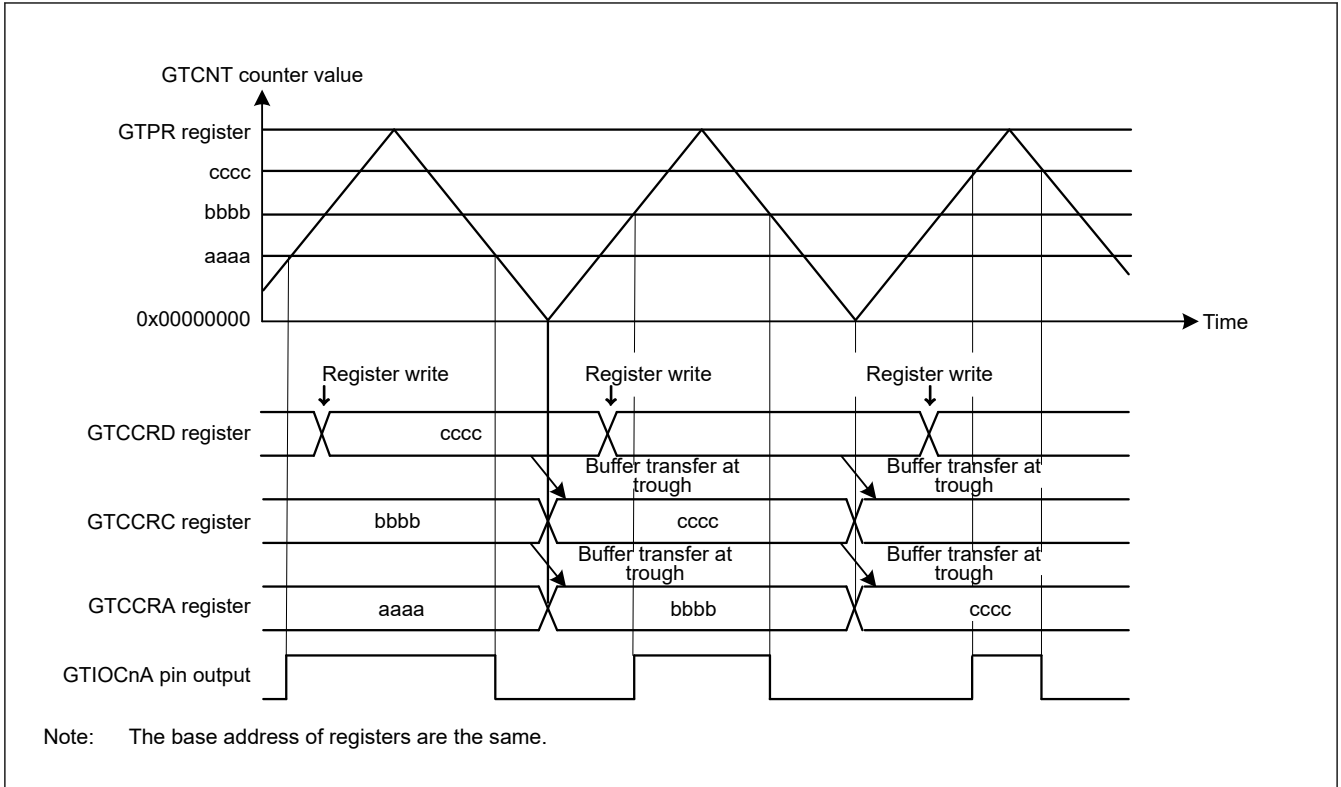 GTCNT counter value
GTPR register
cccc
bbbb
aaaa
0x00000000
Time
Register write
Register write
Register write
GTCCRD register
cccc
Buffer transfer at
trough
Buffer transfer at
trough
GTCCRC register
bbbb
cccc
Buffer transfer at
trough
Buffer transfer at
trough
GTCCRA register
aaaa
bbbb
cccc
GTIOCnA pin output
Note: The base address of registers are the same.